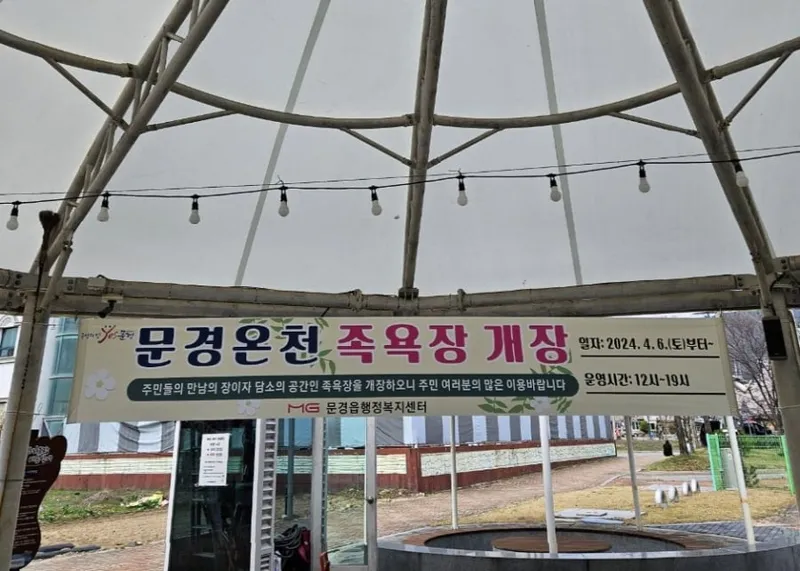 문경온천 족욕장 개장
일자: 2024. 4. 6.(토)부터~
운영시간: 12시~19시
주민들의 만남의 장이자 담소의 공간인 족욕장을 개장하오니 주민 여러분의 많은 이용바랍니다
MG 문경읍행정복지센터